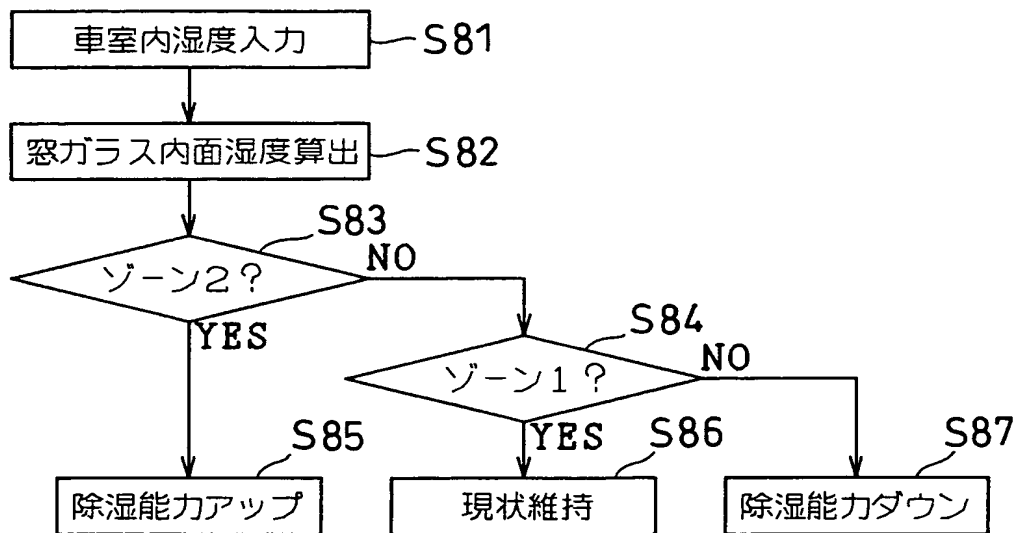 車室内湿度入力 S81
窓ガラス内面湿度算出 S82
S83
ゾーン2? NO
YES
S84
ゾーン1? NO
YES
S85
除湿能力アップ
S86
現状維持
S87
除湿能力ダウン